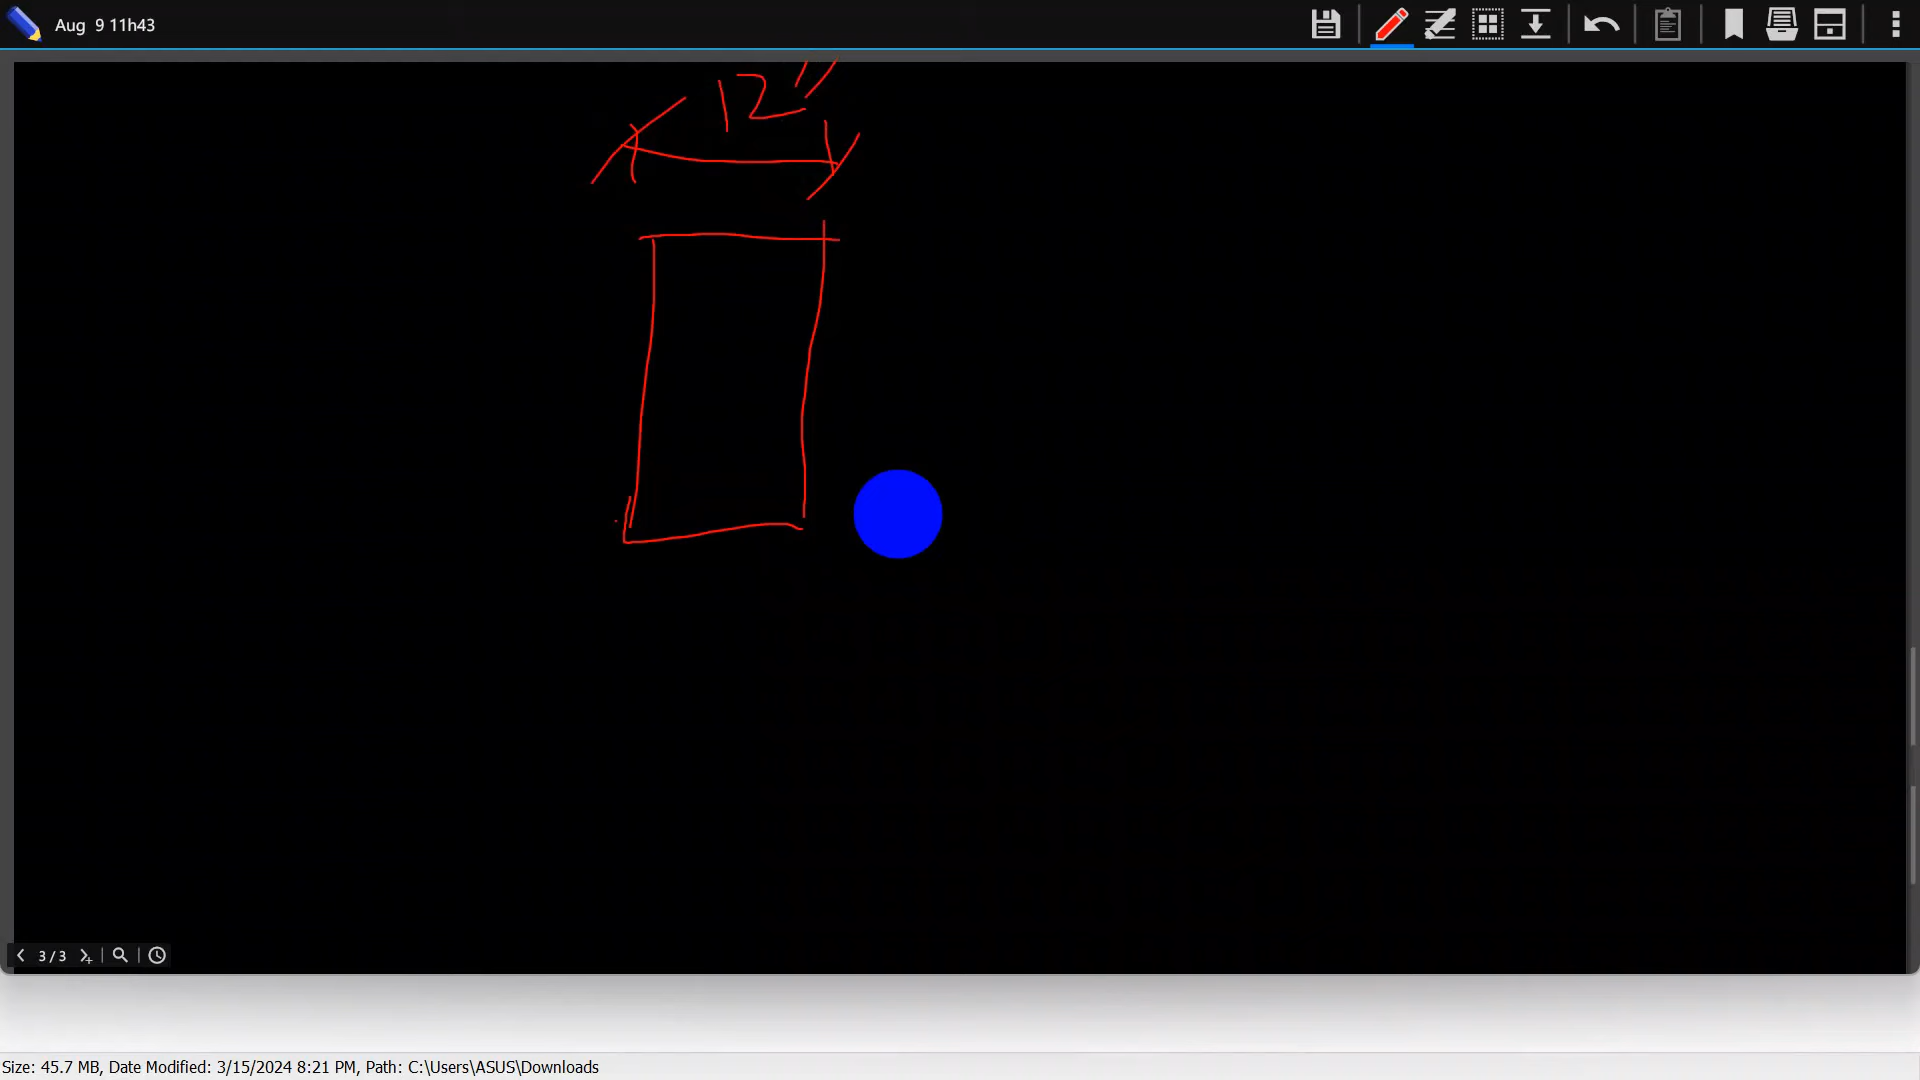 Aug 9 11h43
12"
3/3
Size: 45.7 MB, Date Modified: 3/15/2024 8:21 PM, Path: C:\Users\ASUS\Downloads